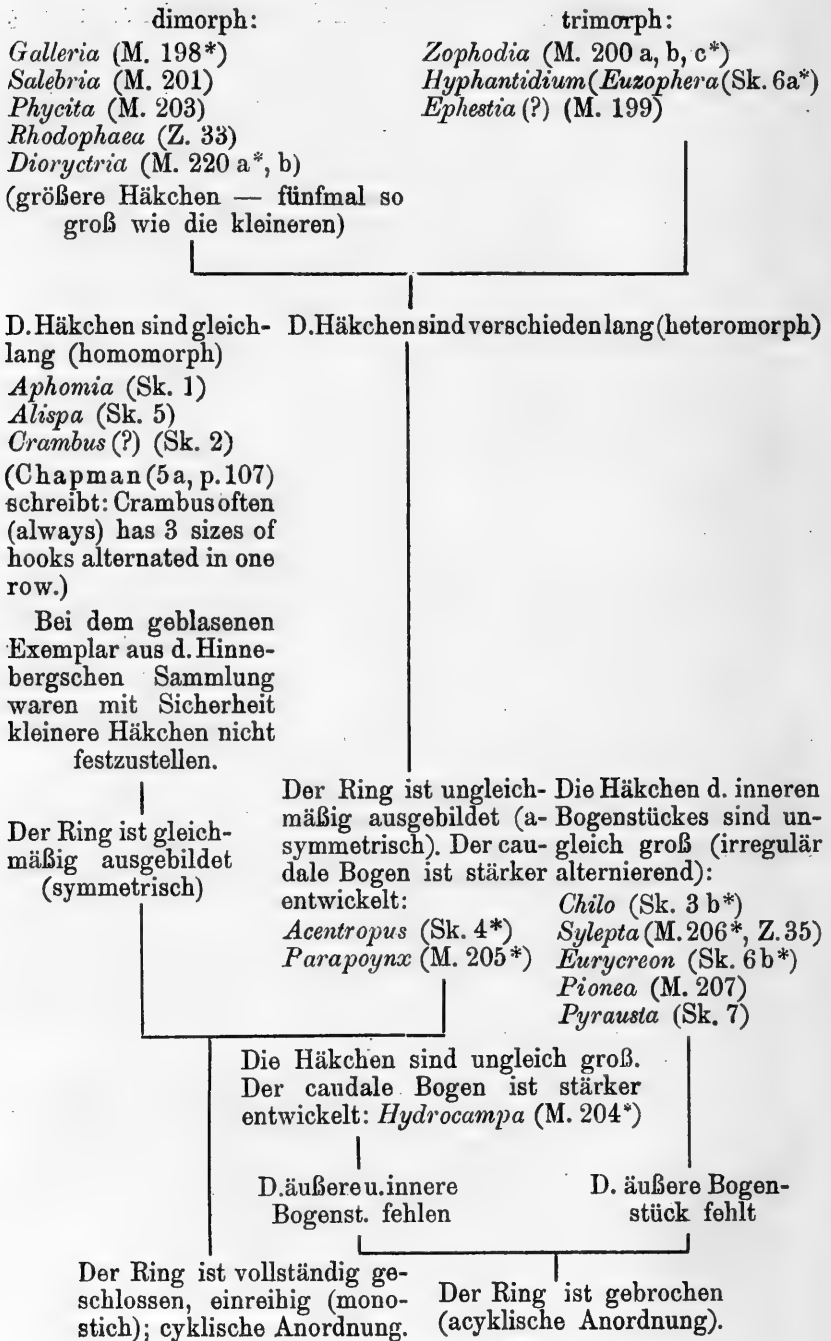 dimorph:
Galleria (M. 198*)
Salebria (M. 201)
Phycita (M. 203)
Rhodophaea (Z. 33)
Dioryctria (M. 220 a*, b)
(größere Häkchen — fünfmal so
groß wie die kleineren)
trimorph:
Zophodia (M. 200 a, b, c*)
Hyphantidium (Euzophera (Sk. 6a*)
Ephestia (?) (M. 199)
D. Häkchen sind gleich-
lang (homomorph)
Aphomia (Sk. 1)
Alispa (Sk. 5)
Crambus (?) (Sk. 2)
(Chapman (5a, p. 107)
schreibt: Crambus often
(always) has 3 sizes of
hooks alternated in one
row.)
Bei dem geblasenen
Exemplar aus d. Hinne-
bergschen Sammlung
waren mit Sicherheit
kleinere Häkchen nicht
festzustellen.
D. Häkchen sind verschieden lang (heteromorph)
Der Ring ist gleich-
mäßig ausgebildet
(symmetrisch)
Der Ring ist ungleich-
mäßig ausgebildet (a-
symmetrisch). Der cau-
dale Bogen ist stärker
entwickelt:
Acentropus (Sk. 4*)
Parapoynx (M. 205*)
Die Häkchen d. inneren
Bogenstückes sind un-
gleich groß (irregulär
alternierend):
Chilo (Sk. 3 b*)
Sylepta (M. 206*, Z. 35)
Eurycreon (Sk. 6 b*)
Pionea (M. 207)
Pyrausta (Sk. 7)
Die Häkchen sind ungleich groß.
Der caudale Bogen ist stärker
entwickelt: Hydrocampa (M. 204*)
D. äußere u. innere
Bogenst. fehlen
D. äußere Bogen-
stück fehlt
Der Ring ist vollständig ge-
schlossen, einreihig (mono-
stich); cyklische Anordnung.
Der Ring ist gebrochen
(acyklische Anordnung).